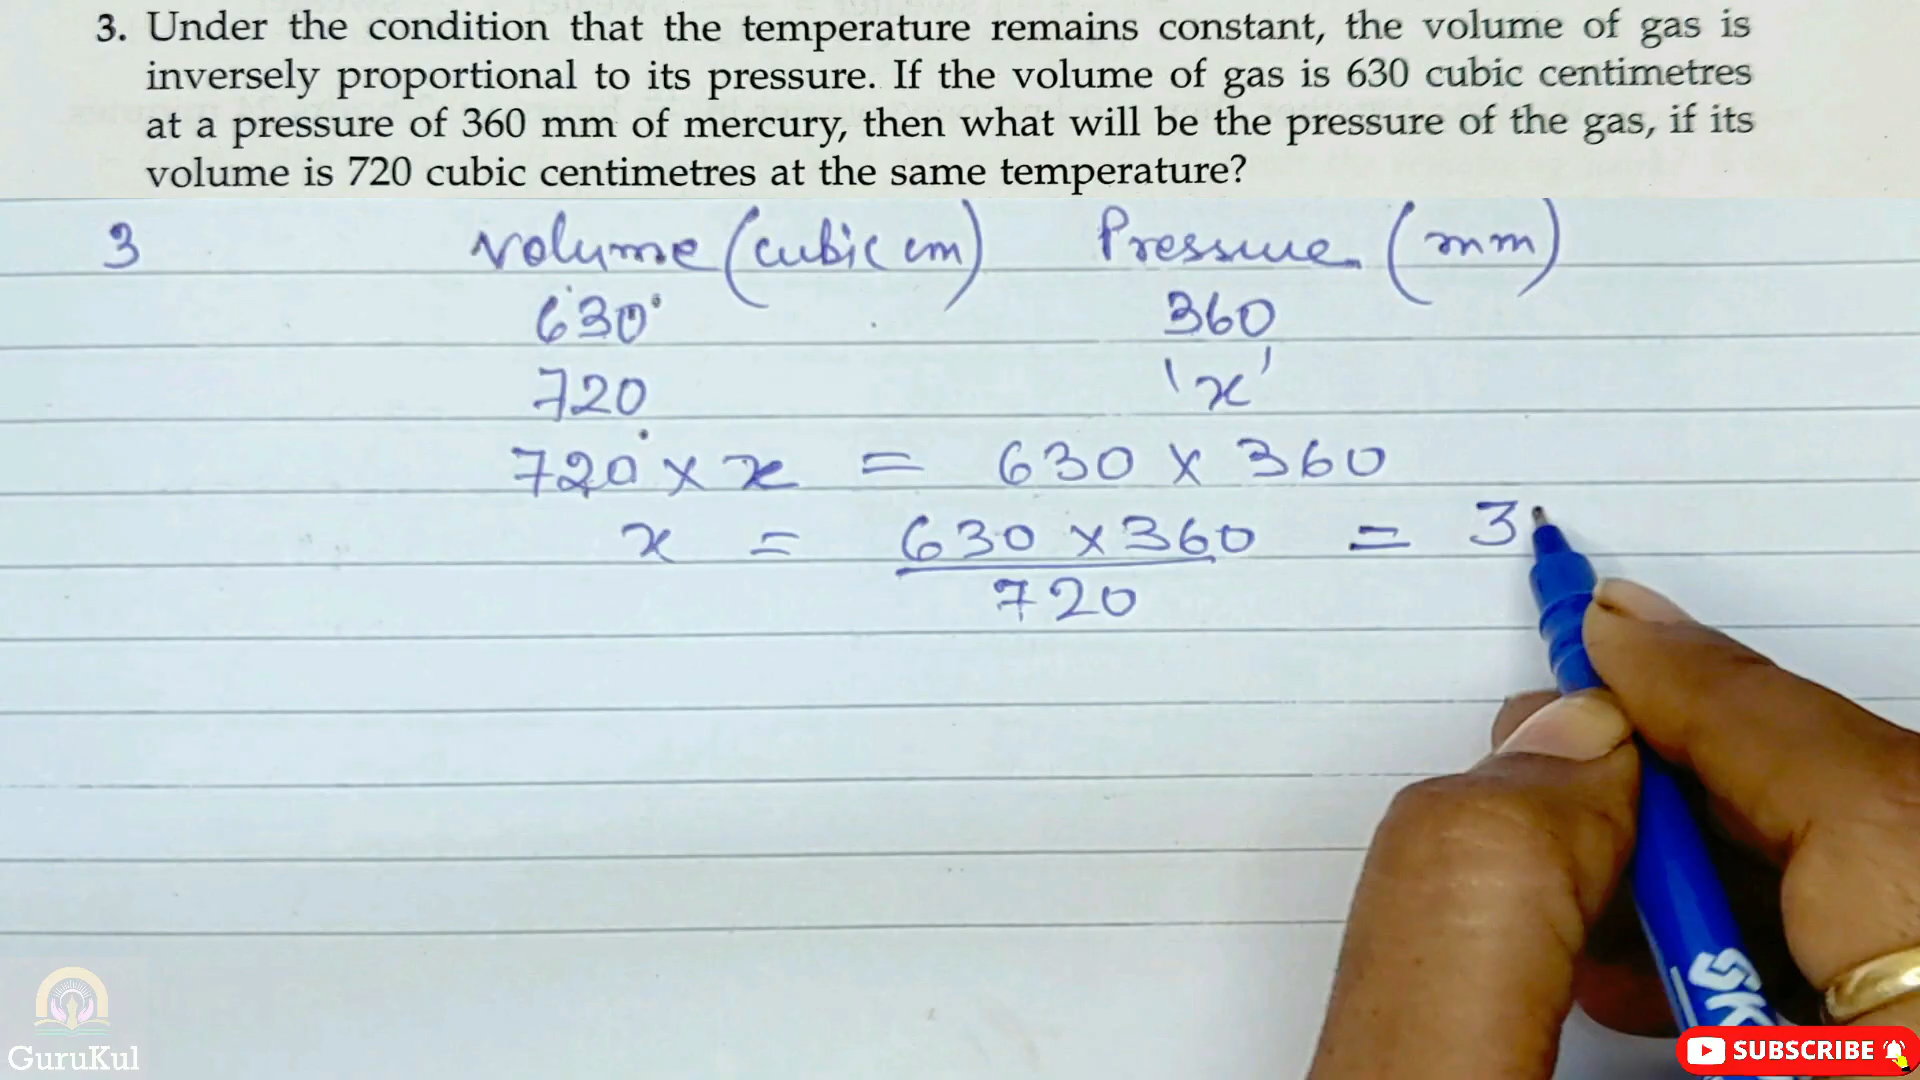 3. Under the condition that the temperature remains constant, the volume of gas is
inversely proportional to its pressure. If the volume of gas is 630 cubic centimetres
at a pressure of 360 mm of mercury, then what will be the pressure of the gas, if its
volume is 720 cubic centimetres at the same temperature?
3 Volume (cubic cm) Pressure (mm)
630 360
720 'x'
720 × x = 630 × 360
x = 630 × 360 = 3
720
SK
GuruKul
SUBSCRIBE